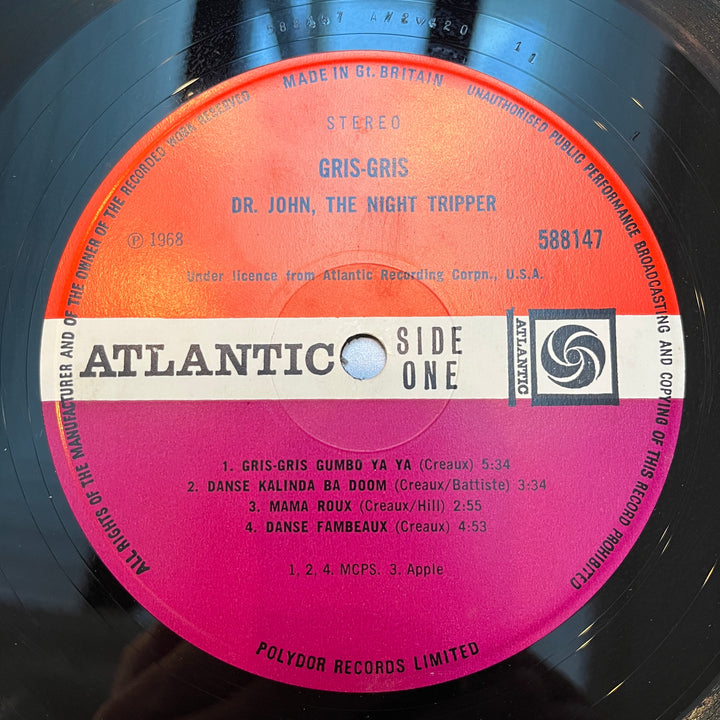 MADE IN Gt. BRITAIN
UNAUTHORISED PUBLIC PERFORMANCE BROADCASTING AND COPYING OF THIS RECORD PROHIBITED
ALL RIGHTS OF THE MANUFACTURER AND OF THE OWNER OF THE RECORDED WORK RESERVED
STEREO
GRIS-GRIS
DR. JOHN, THE NIGHT TRIPPER
℗ 1968
588147
Under licence from Atlantic Recording Corpn., U.S.A.
ATLANTIC
SIDE
ONE
ATLANTIC
1. GRIS-GRIS GUMBO YA YA (Creaux) 5:34
2. DANSE KALINDA BA DOOM (Creaux/Battiste) 3:34
3. MAMA ROUX (Creaux/Hill) 2:55
4. DANSE FAMBEAUX (Creaux) 4:53
1, 2, 4. MCPS. 3. Apple
POLYDOR RECORDS LIMITED